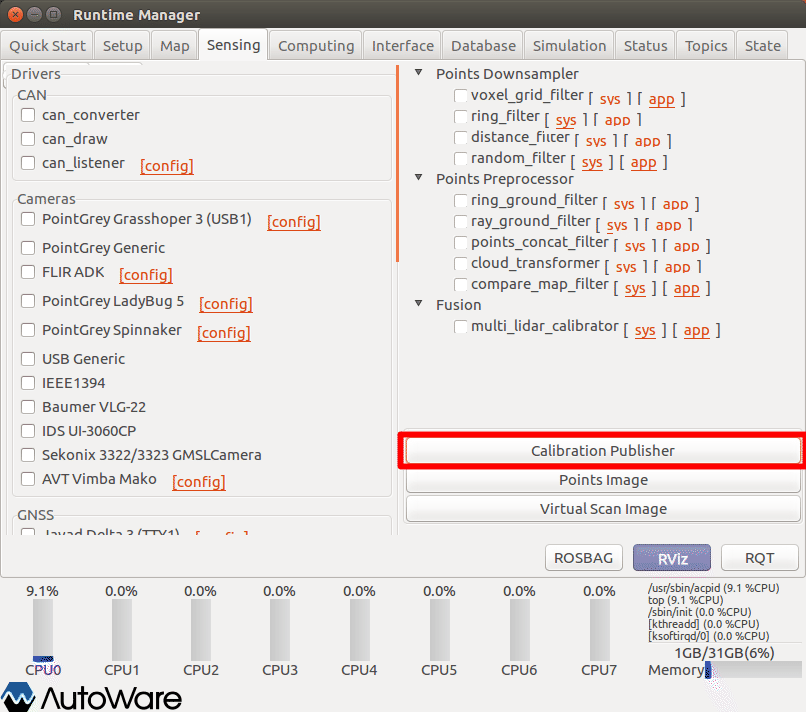 Runtime Manager
Quick Start Setup Map Sensing Computing Interface Database Simulation Status Topics State
Drivers
CAN
can_converter
can_draw
can_listener [config]
Cameras
PointGrey Grasshoper 3 (USB1) [config]
PointGrey Generic
FLIR ADK [config]
PointGrey LadyBug 5 [config]
PointGrey Spinnaker [config]
USB Generic
IEEE1394
Baumer VLG-22
IDS UI-3060CP
Sekonix 3322/3323 GMSLCamera
AVT Vimba Mako [config]
GNSS
Javad Delta 3 (TTY1) [config]
Points Downsampler
voxel_grid_filter [ sys ] [ app ]
ring_filter [ sys ] [ app ]
distance_filter [ sys ] [ app ]
random_filter [ sys ] [ app ]
Points Preprocessor
ring_ground_filter [ sys ] [ app ]
ray_ground_filter [ sys ] [ app ]
points_concat_filter [ sys ] [ app ]
cloud_transformer [ sys ] [ app ]
compare_map_filter [ sys ] [ app ]
Fusion
multi_lidar_calibrator [ sys ] [ app ]
Calibration Publisher
Points Image
Virtual Scan Image
ROSBAG RViz RQT
9.1% 0.0% 0.0% 0.0% 0.0% 0.0% 0.0% 0.0%
CPU0 CPU1 CPU2 CPU3 CPU4 CPU5 CPU6 CPU7
/usr/sbin/acpid (9.1 %CPU)
top (9.1 %CPU)
/sbin/init (0.0 %CPU)
[kthreadd] (0.0 %CPU)
[ksoftirqd/0] (0.0 %CPU)
1GB/31GB(6%)
Memory
AutoWare